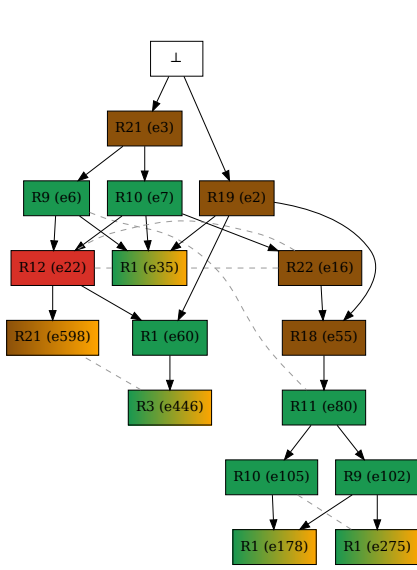 ⊥
R21 (e3)
R9 (e6)
R10 (e7)
R19 (e2)
R12 (e22)
R1 (e35)
R22 (e16)
R21 (e598)
R1 (e60)
R18 (e55)
R3 (e446)
R11 (e80)
R10 (e105)
R9 (e102)
R1 (e178)
R1 (e275)